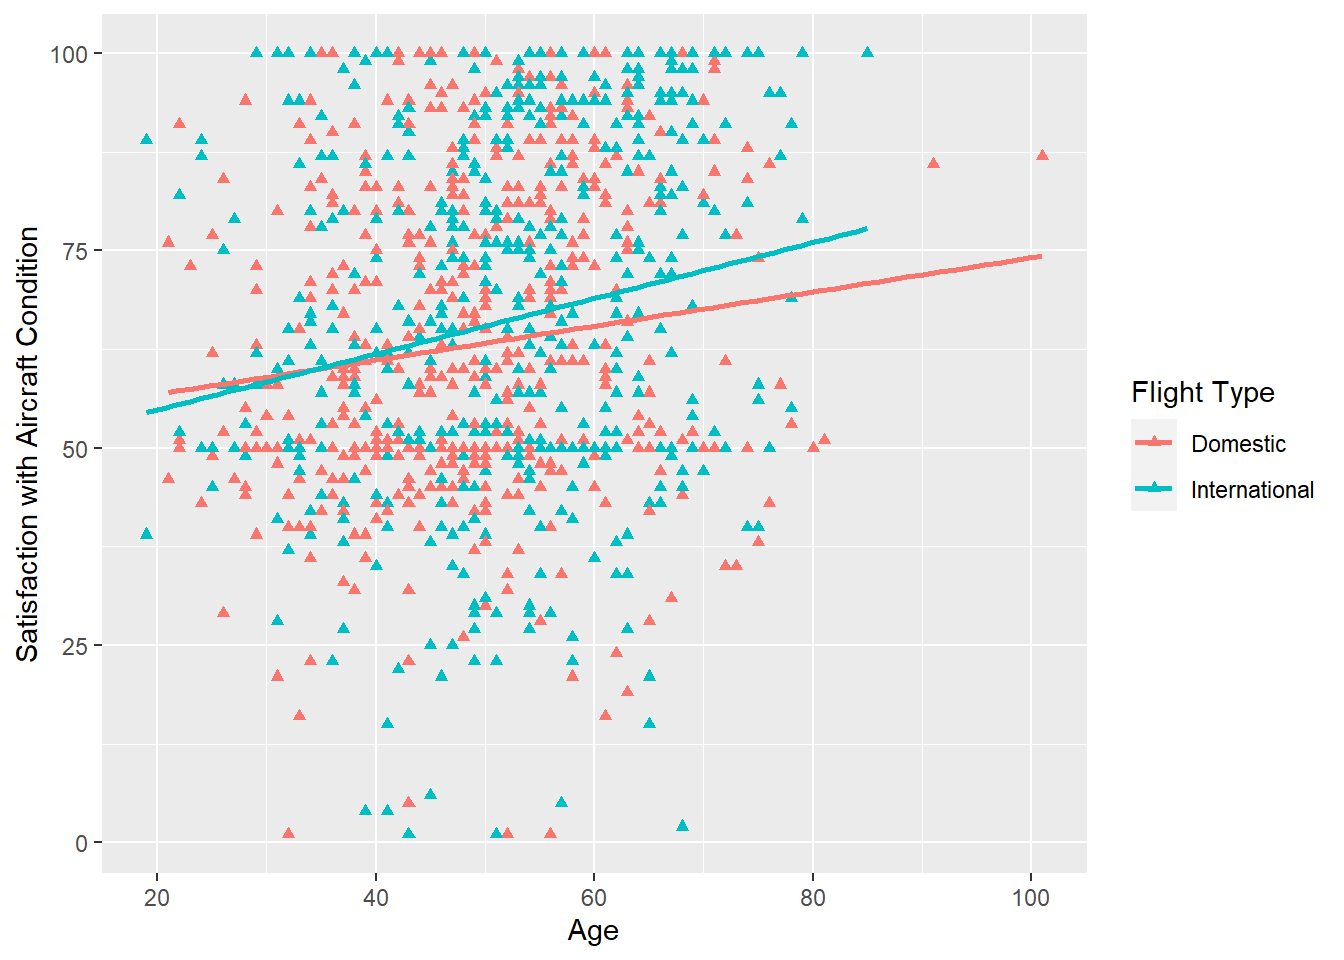 100
75
50
25
0
Satisfaction with Aircraft Condition
20 40 60 80 100
Age
Flight Type
Domestic
International